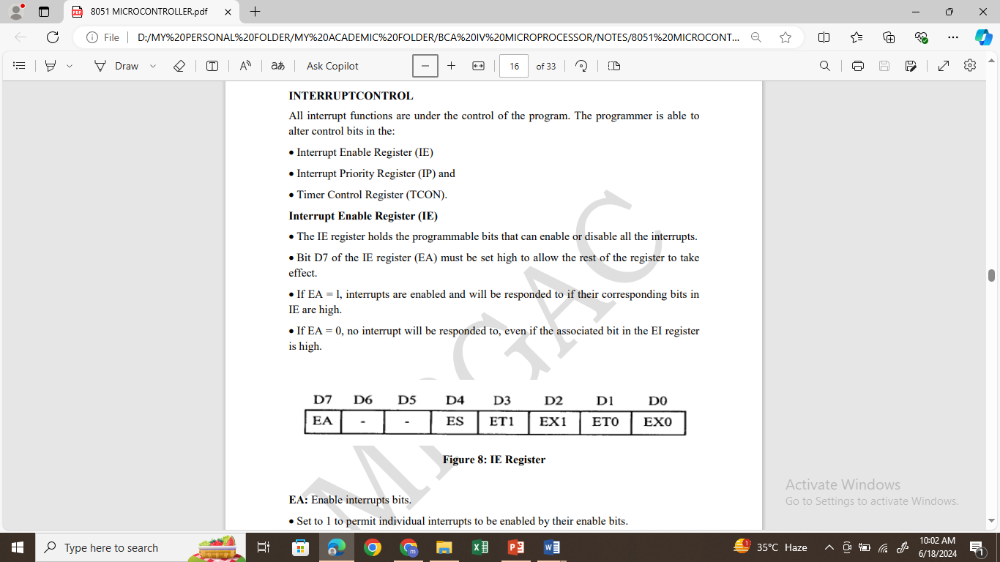 8051 MICROCONTROLLER.pdf
File
D:/MY%20PERSONAL%20FOLDER/MY%20ACADEMIC%20FOLDER/BCA%20IV%20MICROPROCESSOR/NOTES/8051%20MICROCONT...
Draw
aあ
Ask Copilot
16 of 33
INTERRUPTCONTROL
All interrupt functions are under the control of the program. The programmer is able to
alter control bits in the:
• Interrupt Enable Register (IE)
• Interrupt Priority Register (IP) and
• Timer Control Register (TCON).
Interrupt Enable Register (IE)
• The IE register holds the programmable bits that can enable or disable all the interrupts.
• Bit D7 of the IE register (EA) must be set high to allow the rest of the register to take
effect.
• If EA = l, interrupts are enabled and will be responded to if their corresponding bits in
IE are high.
• If EA = 0, no interrupt will be responded to, even if the associated bit in the EI register
is high.
D7 D6 D5 D4 D3 D2 D1 D0
EA - - ES ET1 EX1 ET0 EX0
Figure 8: IE Register
EA: Enable interrupts bits.
• Set to 1 to permit individual interrupts to be enabled by their enable bits.
Activate Windows
Go to Settings to activate Windows.
Type here to search
35°C Haze
10:02 AM
6/18/2024